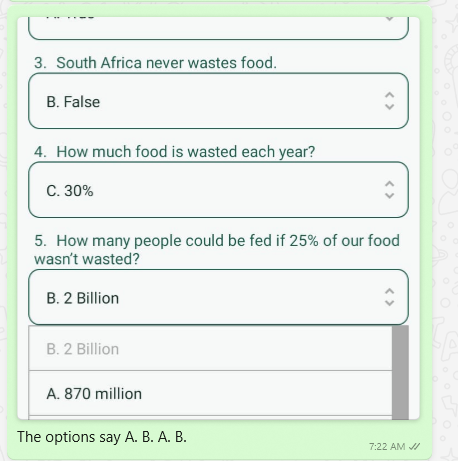 3. South Africa never wastes food.
B. False
4. How much food is wasted each year?
C. 30%
5. How many people could be fed if 25% of our food
wasn't wasted?
B. 2 Billion
B. 2 Billion
A. 870 million
The options say A. B. A. B.
7:22 AM